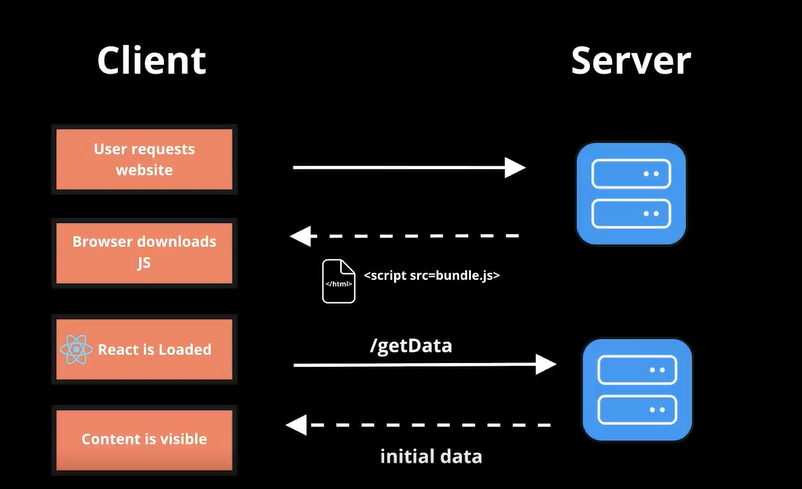 Client
Server
User requests
website
Browser downloads
JS
</html>
<script src=bundle.js>
React is Loaded
/getData
Content is visible
initial data